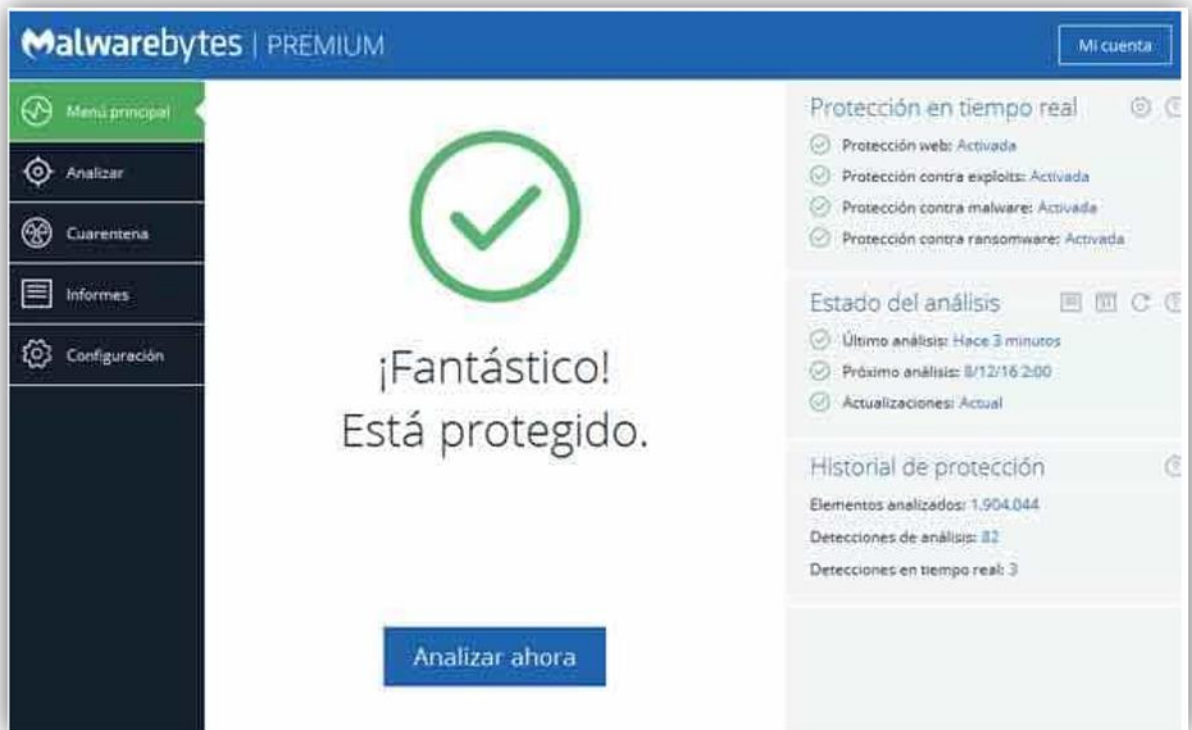 Malwarebytes | PREMIUM
Mi cuenta
Menú principal
Analizar
Cuarentena
Informes
Configuración
¡Fantástico!
Está protegido.
Analizar ahora
Protección en tiempo real
Protección web: Activada
Protección contra exploits: Activada
Protección contra malware: Activada
Protección contra ransomware: Activada
Estado del análisis
Último análisis: Hace 3 minutos
Próximo análisis: 8/12/16 2:00
Actualizaciones: Actual
Historial de protección
Elementos analizados: 1.904.044
Detecciones de análisis: 82
Detecciones en tiempo real: 3